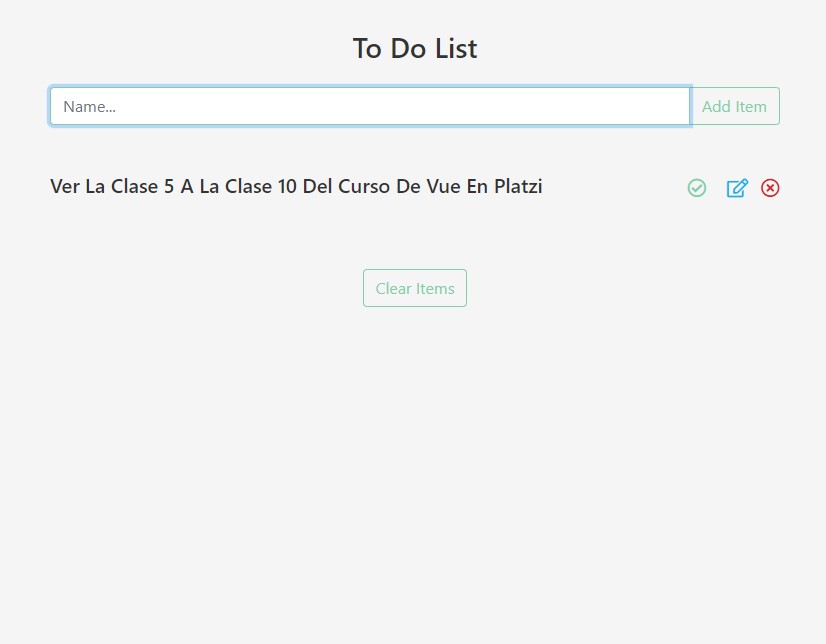 To Do List
Name...
Add Item
Ver La Clase 5 A La Clase 10 Del Curso De Vue En Platzi
Clear Items